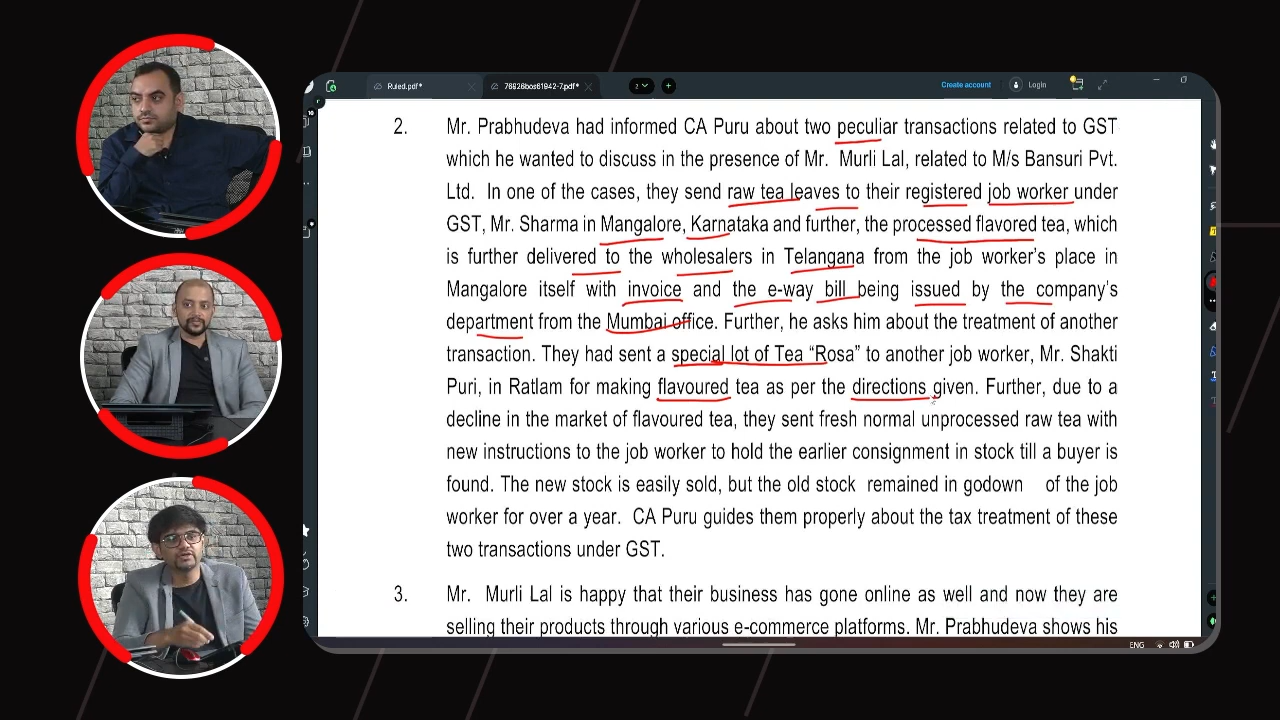 Ruled.pdf*
76926bos61942-7.pdf*
2
Create account
Login
2. Mr. Prabhudeva had informed CA Puru about two peculiar transactions related to GST
which he wanted to discuss in the presence of Mr. Murli Lal, related to M/s Bansuri Pvt.
Ltd. In one of the cases, they send raw tea leaves to their registered job worker under
GST, Mr. Sharma in Mangalore, Karnataka and further, the processed flavored tea, which
is further delivered to the wholesalers in Telangana from the job worker's place in
Mangalore itself with invoice and the e-way bill being issued by the company's
department from the Mumbai office. Further, he asks him about the treatment of another
transaction. They had sent a special lot of Tea “Rosa” to another job worker, Mr. Shakti
Puri, in Ratlam for making flavoured tea as per the directions given. Further, due to a
decline in the market of flavoured tea, they sent fresh normal unprocessed raw tea with
new instructions to the job worker to hold the earlier consignment in stock till a buyer is
found. The new stock is easily sold, but the old stock remained in godown of the job
worker for over a year. CA Puru guides them properly about the tax treatment of these
two transactions under GST.
3. Mr. Murli Lal is happy that their business has gone online as well and now they are
selling their products through various e-commerce platforms. Mr. Prabhudeva shows his
ENG